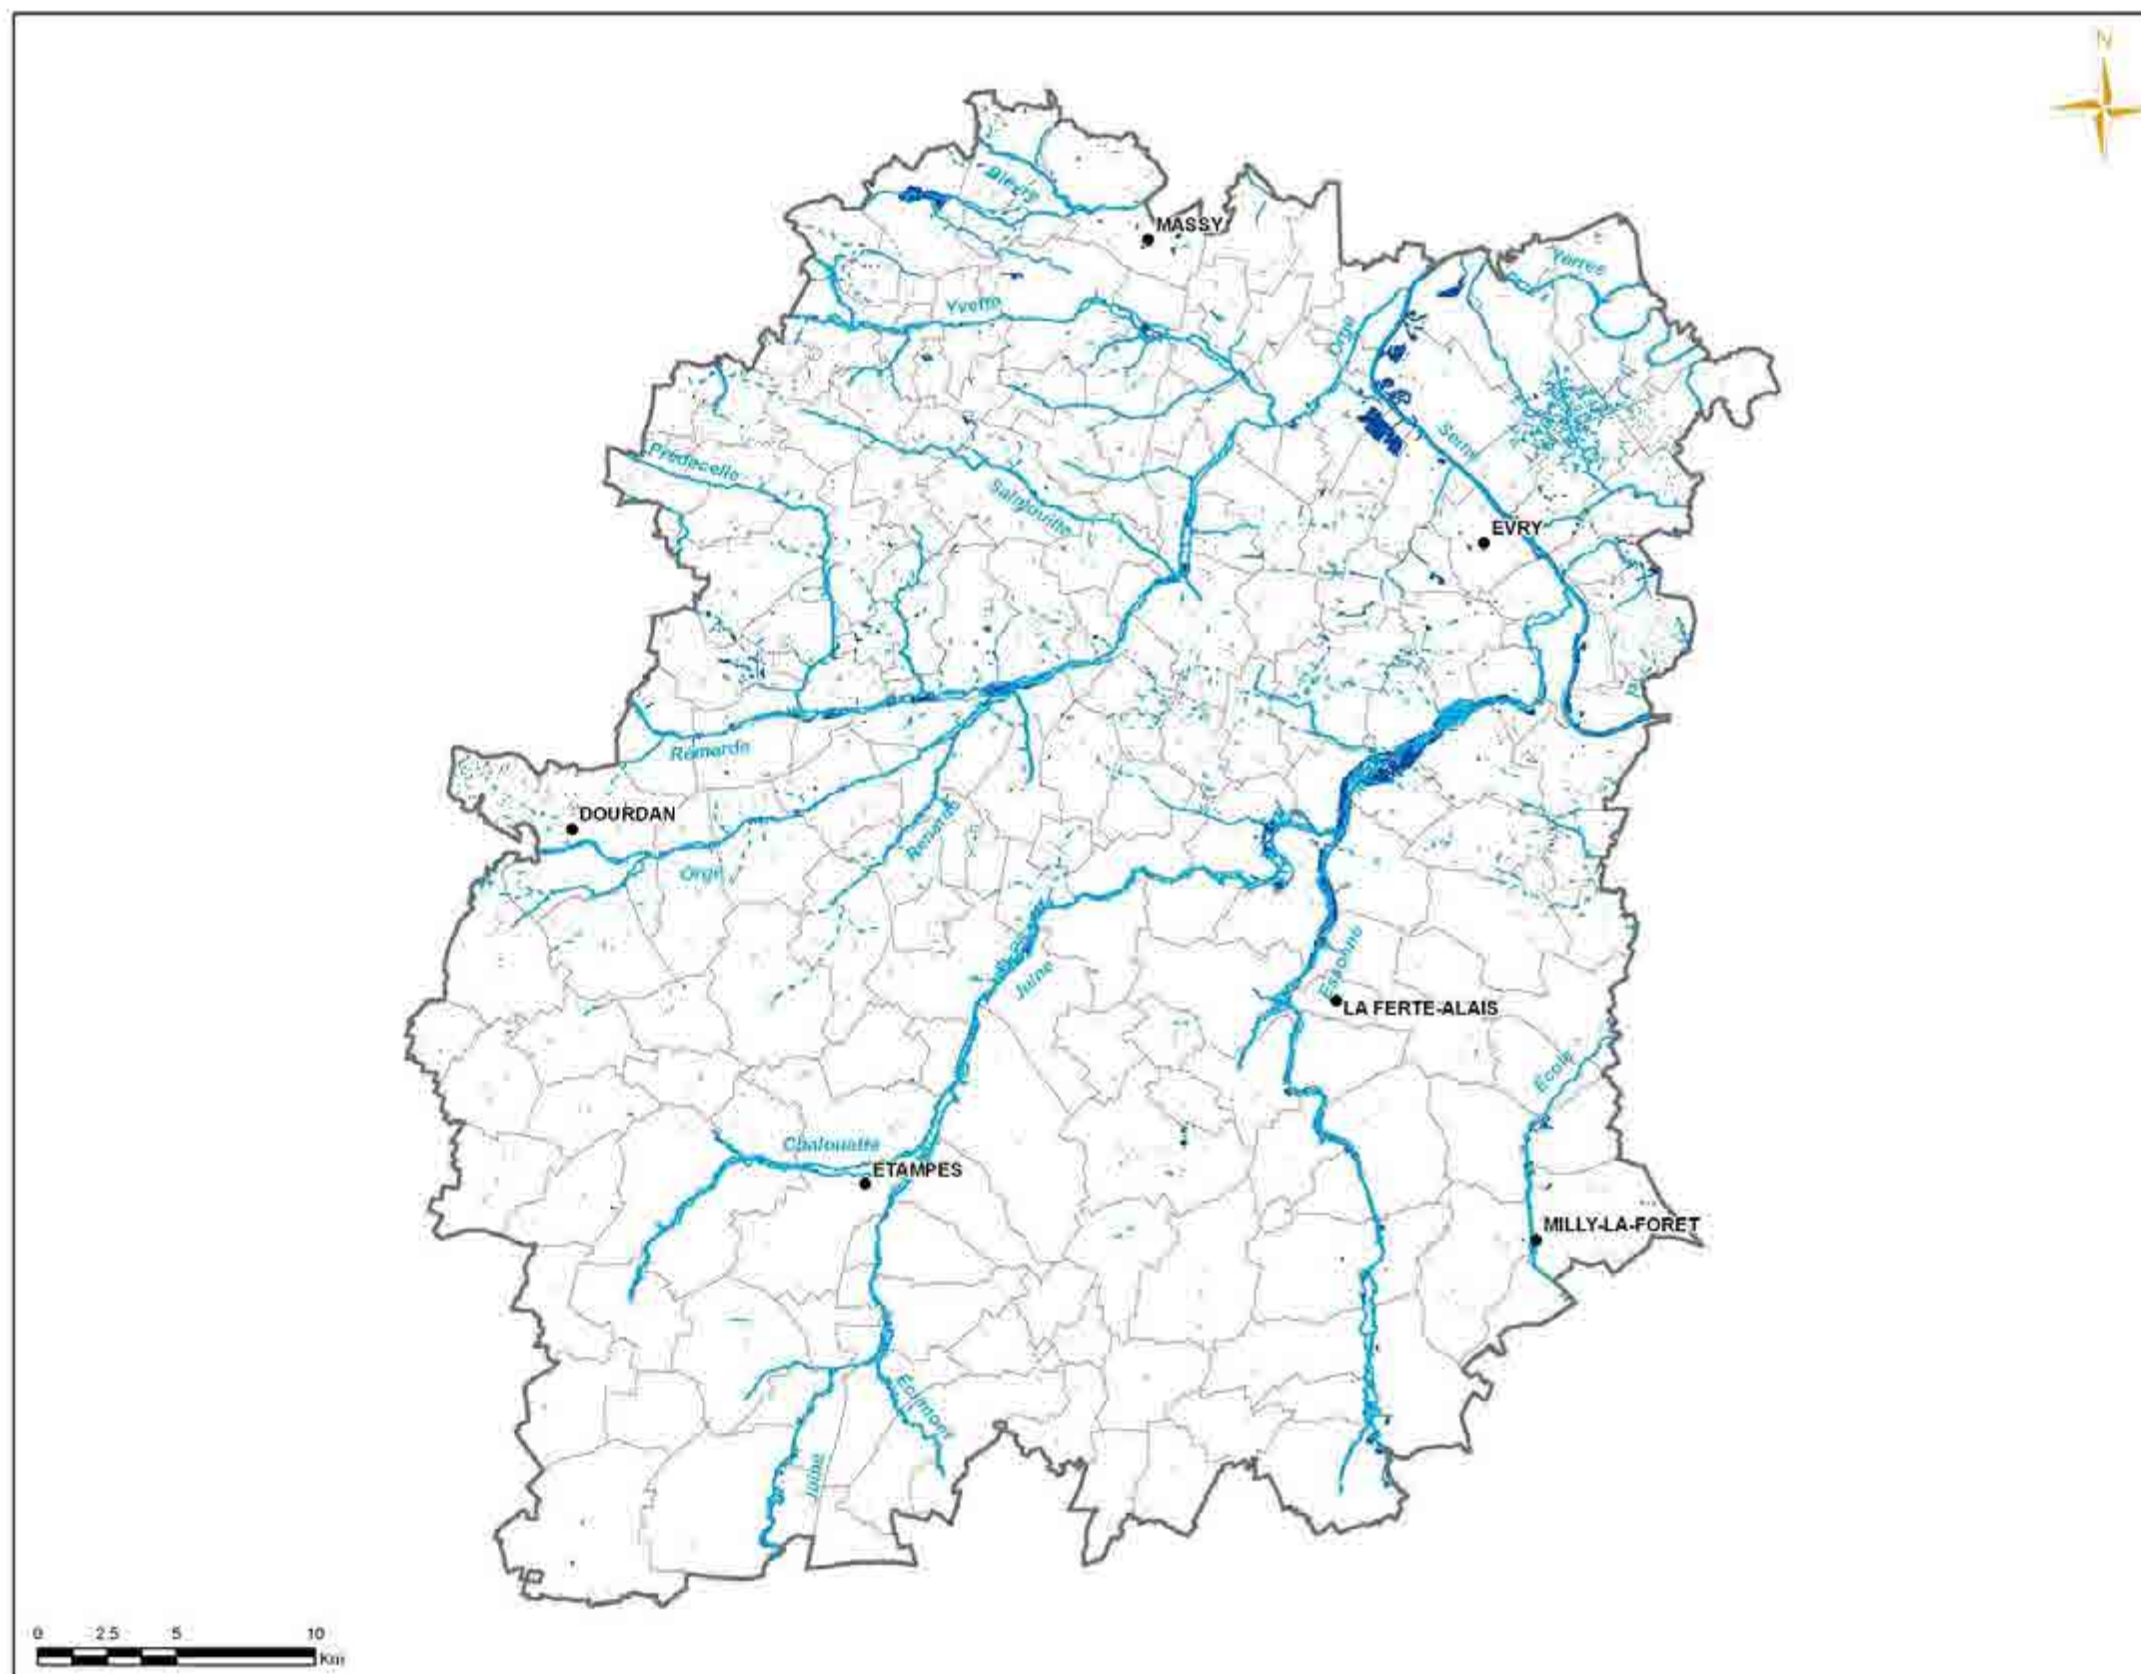 N
Bièvre
MASSY
Yerres
Yvette
Orge
Prédecelle
Seine
Salmouille
EVRY
Rémarde
DOURDAN
Renarde
Orge
Juine
Essonne
LA FERTE-ALAIS
Ecole
Chalouette
ETAMPES
MILLY-LA-FORET
Juine
0 2.5 5 10
Km